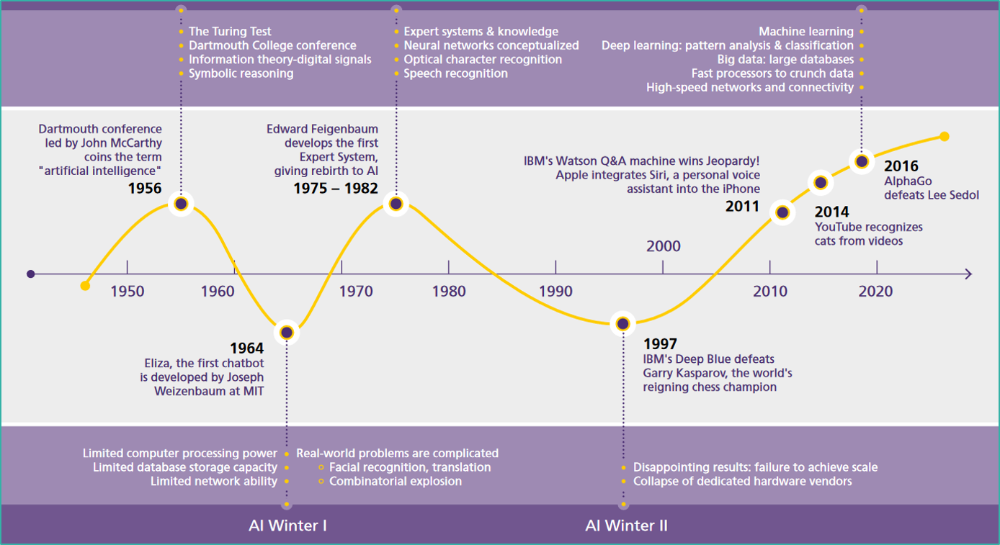 The Turing Test
Dartmouth College conference
Information theory-digital signals
Symbolic reasoning
Expert systems & knowledge
Neural networks conceptualized
Optical character recognition
Speech recognition
Machine learning
Deep learning: pattern analysis & classification
Big data: large databases
Fast processors to crunch data
High-speed networks and connectivity
Dartmouth conference
led by John McCarthy
coins the term
"artificial intelligence"
1956
Edward Feigenbaum
develops the first
Expert System,
giving rebirth to AI
1975 – 1982
IBM's Watson Q&A machine wins Jeopardy!
Apple integrates Siri, a personal voice
assistant into the iPhone
2011
2016
AlphaGo
defeats Lee Sedol
2014
YouTube recognizes
cats from videos
2000
1950
1960
1970
1980
1990
2010
2020
1964
Eliza, the first chatbot
is developed by Joseph
Weizenbaum at MIT
1997
IBM's Deep Blue defeats
Garry Kasparov, the world's
reigning chess champion
Limited computer processing power
Limited database storage capacity
Limited network ability
Real-world problems are complicated
Facial recognition, translation
Combinatorial explosion
Disappointing results: failure to achieve scale
Collapse of dedicated hardware vendors
AI Winter I
AI Winter II